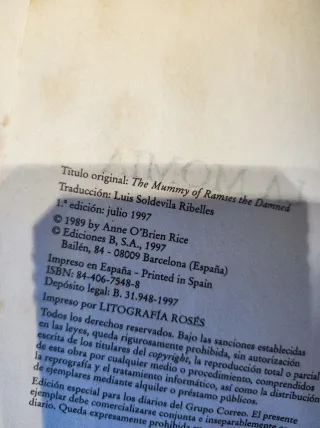 LA MOMIA
Título original: The Mummy of Ramses the Damned
Traducción: Luis Soldevila Ribelles
1.ª edición: julio 1997
© 1989 by Anne O'Brien Rice
© Ediciones B, S.A., 1997
Bailén, 84 - 08009 Barcelona (España)
Impreso en España - Printed in Spain
ISBN: 84-406-7548-8
Depósito legal: B. 31.948-1997
Impreso por LITOGRAFÍA ROSÉS
Todos los derechos reservados. Bajo las sanciones establecidas
en las leyes, queda rigurosamente prohibida, sin autorización
escrita de los titulares del copyright, la reproducción total o parcial
de esta obra por cualquier medio o procedimiento, comprendidos
la reprografía y el tratamiento informático, así como la distribución
de ejemplares mediante alquiler o préstamo públicos.
Edición especial para los diarios del Grupo Correo. El presente
ejemplar debe comercializarse conjunta e inseparablemente
diario. Queda expresamente prohibida